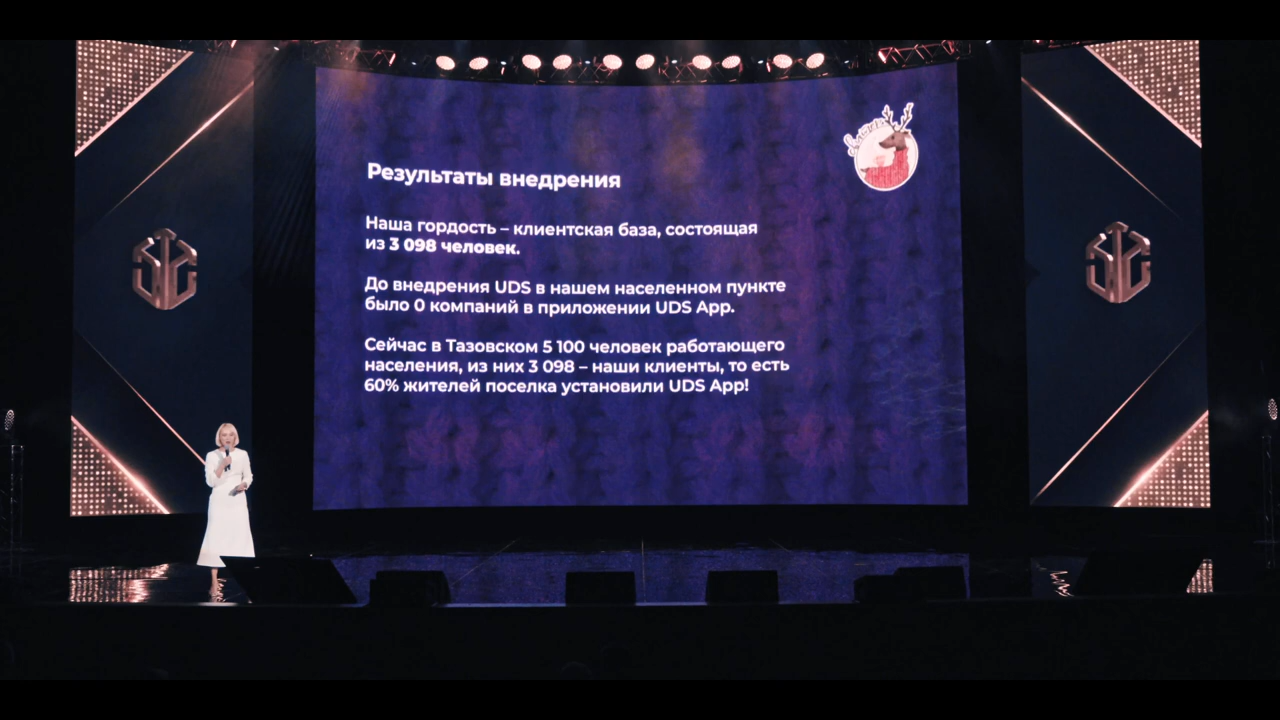 Результаты внедрения
Наша гордость – клиентская база, состоящая
из 3 098 человек.
До внедрения UDS в нашем населенном пункте
было 0 компаний в приложении UDS App.
Сейчас в Тазовском 5 100 человек работающего
населения, из них 3 098 – наши клиенты, то есть
60% жителей поселка установили UDS App!